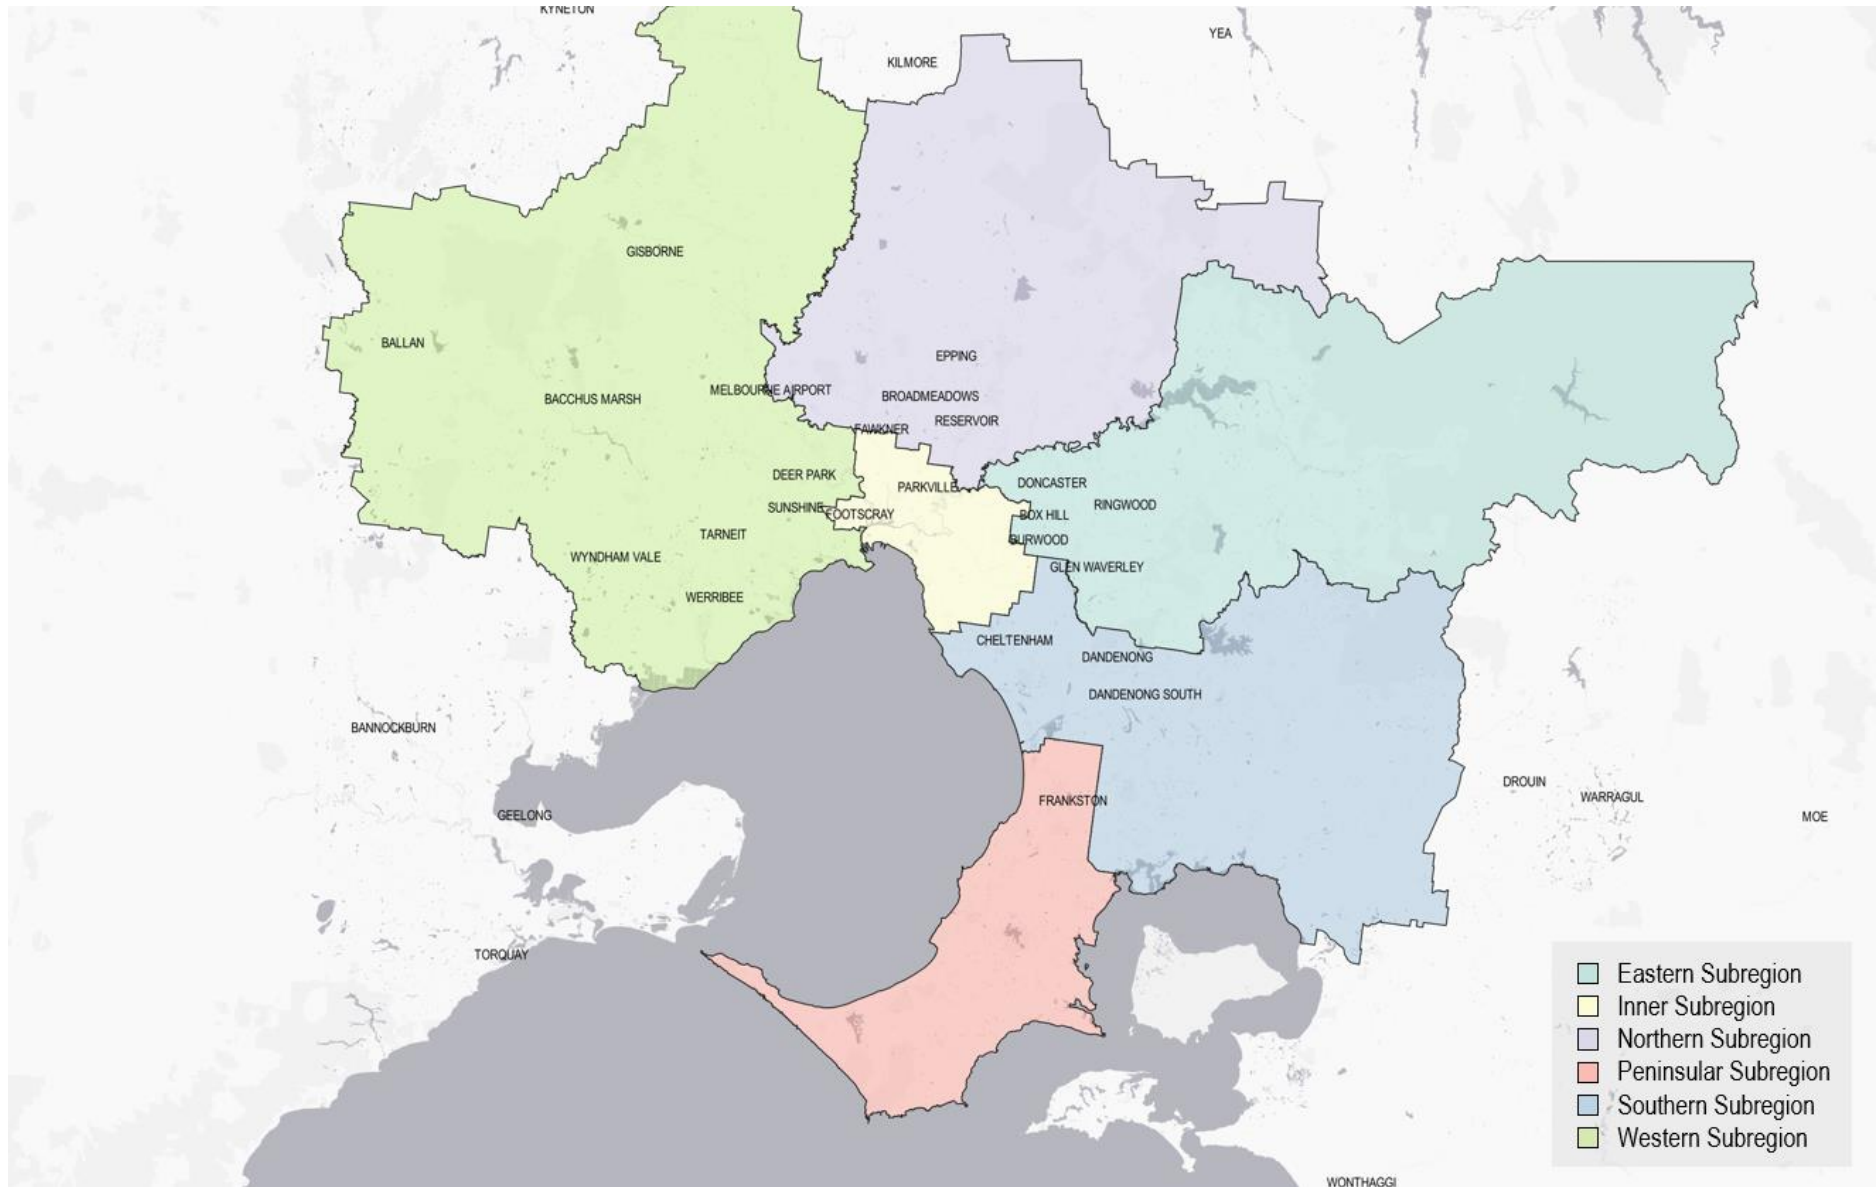 KYNETON
YEA
KILMORE
GISBORNE
BALLAN
EPPING
MELBOURNE AIRPORT
BACCHUS MARSH
BROADMEADOWS
RESERVOIR
FAWKNER
DEER PARK
DONCASTER
PARKVILLE
RINGWOOD
SUNSHINE
FOOTSCRAY
BOX HILL
TARNEIT
BURWOOD
WYNDHAM VALE
GLEN WAVERLEY
WERRIBEE
CHELTENHAM
DANDENONG
DANDENONG SOUTH
BANNOCKBURN
DROUIN
WARRAGUL
FRANKSTON
GEELONG
MOE
TORQUAY
Eastern Subregion
Inner Subregion
Northern Subregion
Peninsular Subregion
Southern Subregion
Western Subregion
WONTHAGGI